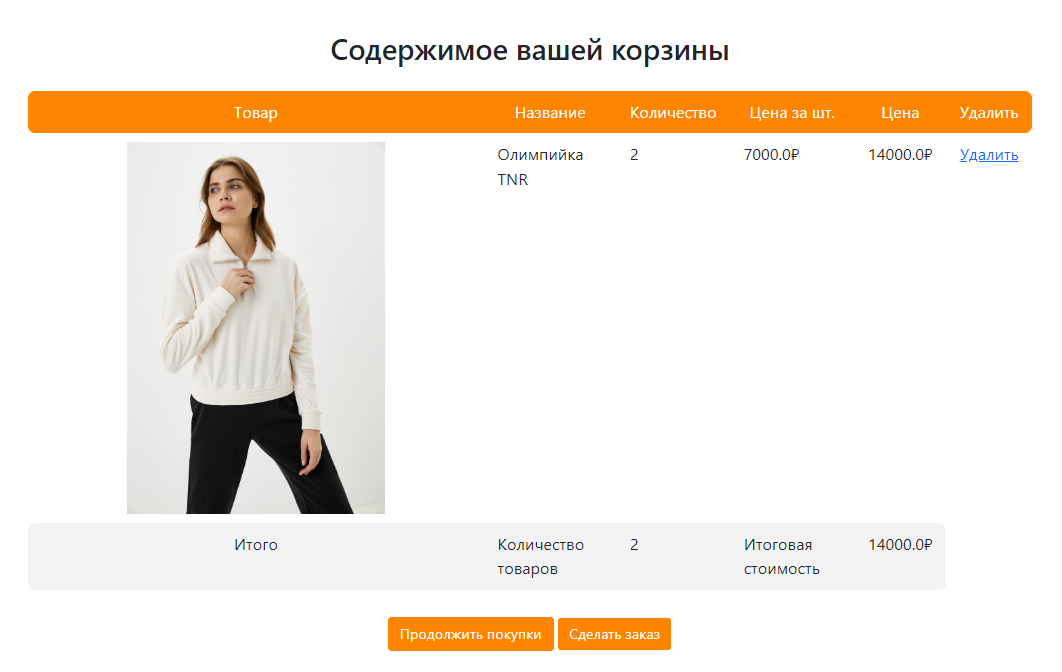 Содержимое вашей корзины
Товар Название Количество Цена за шт. Цена Удалить
Олимпийка 2 7000.0₽ 14000.0₽ Удалить
TNR
Итого Количество 2 Итоговая 14000.0₽
товаров стоимость
Продолжить покупки Сделать заказ